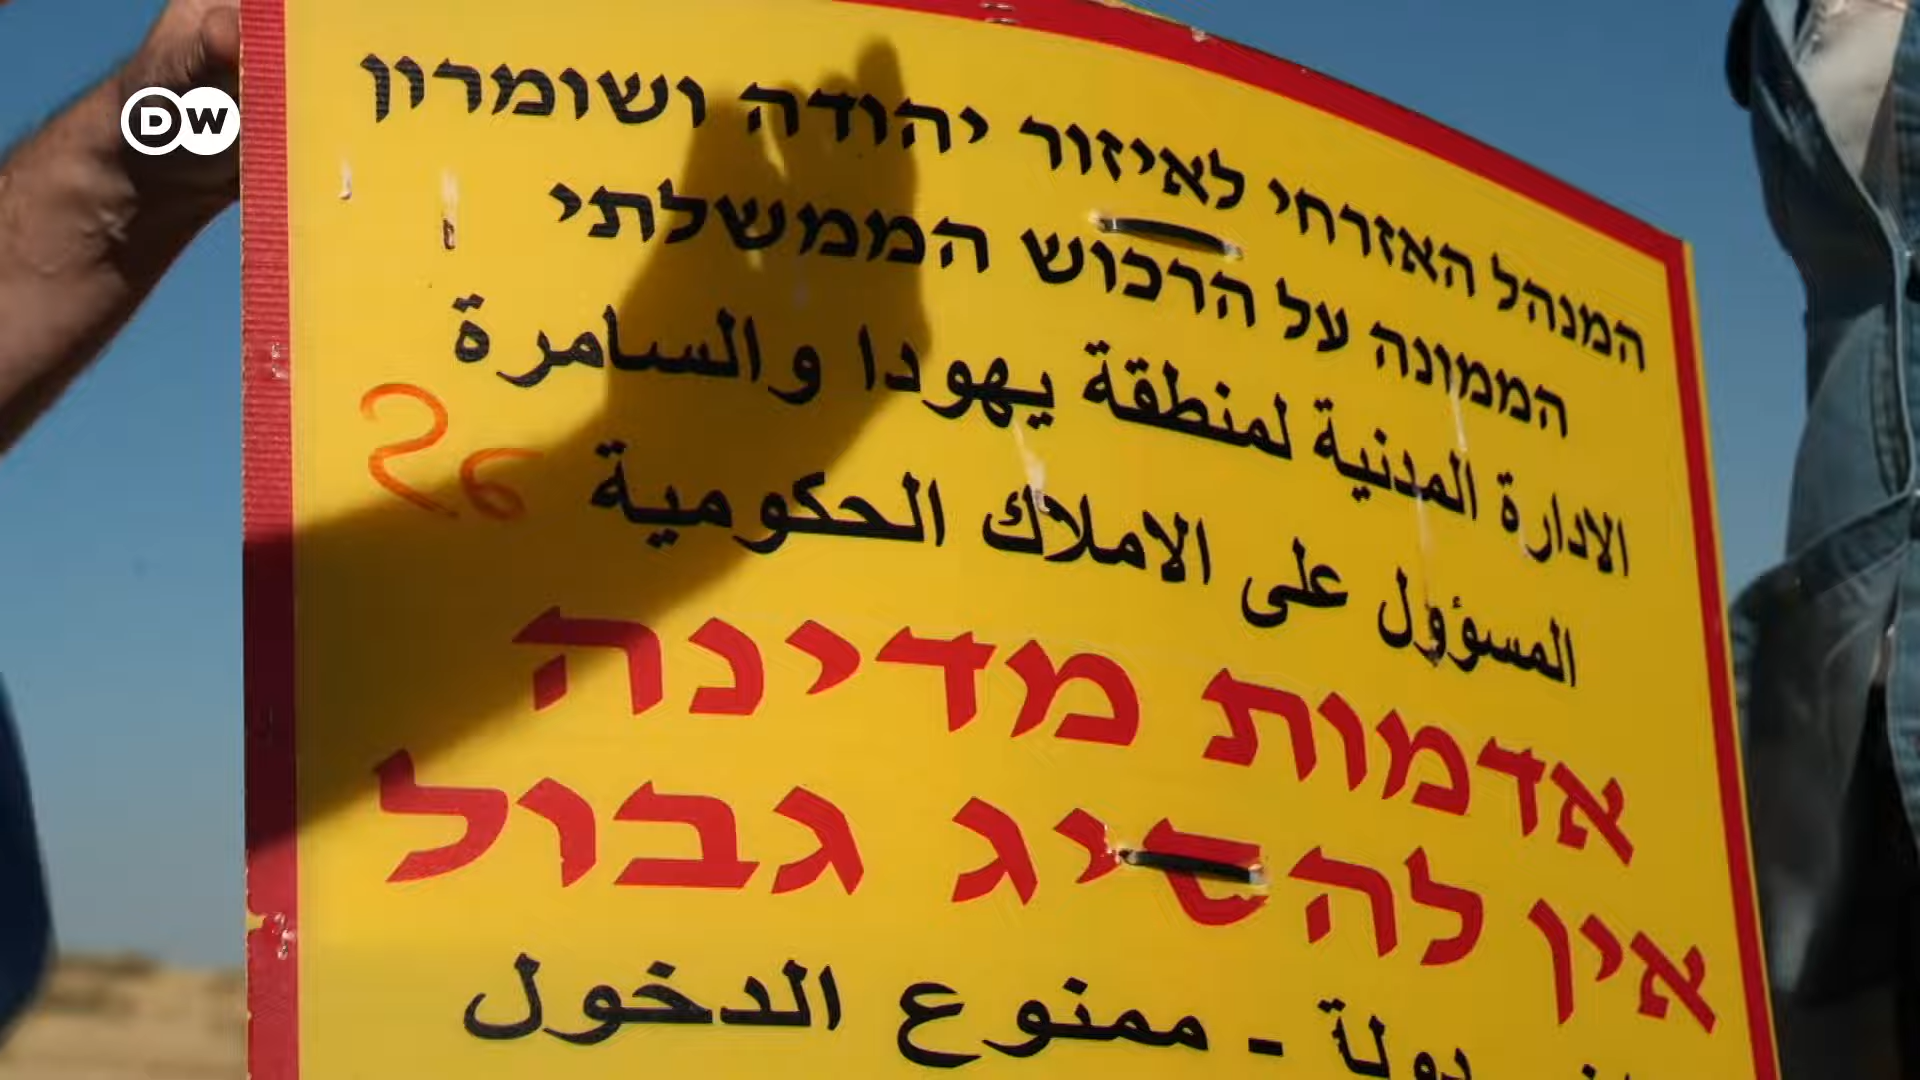 DW
המנהל האזרחי לאיזור יהודה ושומרון
הממונה על הרכוש הממשלתי
الادارة المدنية لمنطقة يهودا والسامرة
المسؤول على الاملاك الحكومية
אדמות מדינה
אין להסיג גבול
دولة - ممنوع الدخول